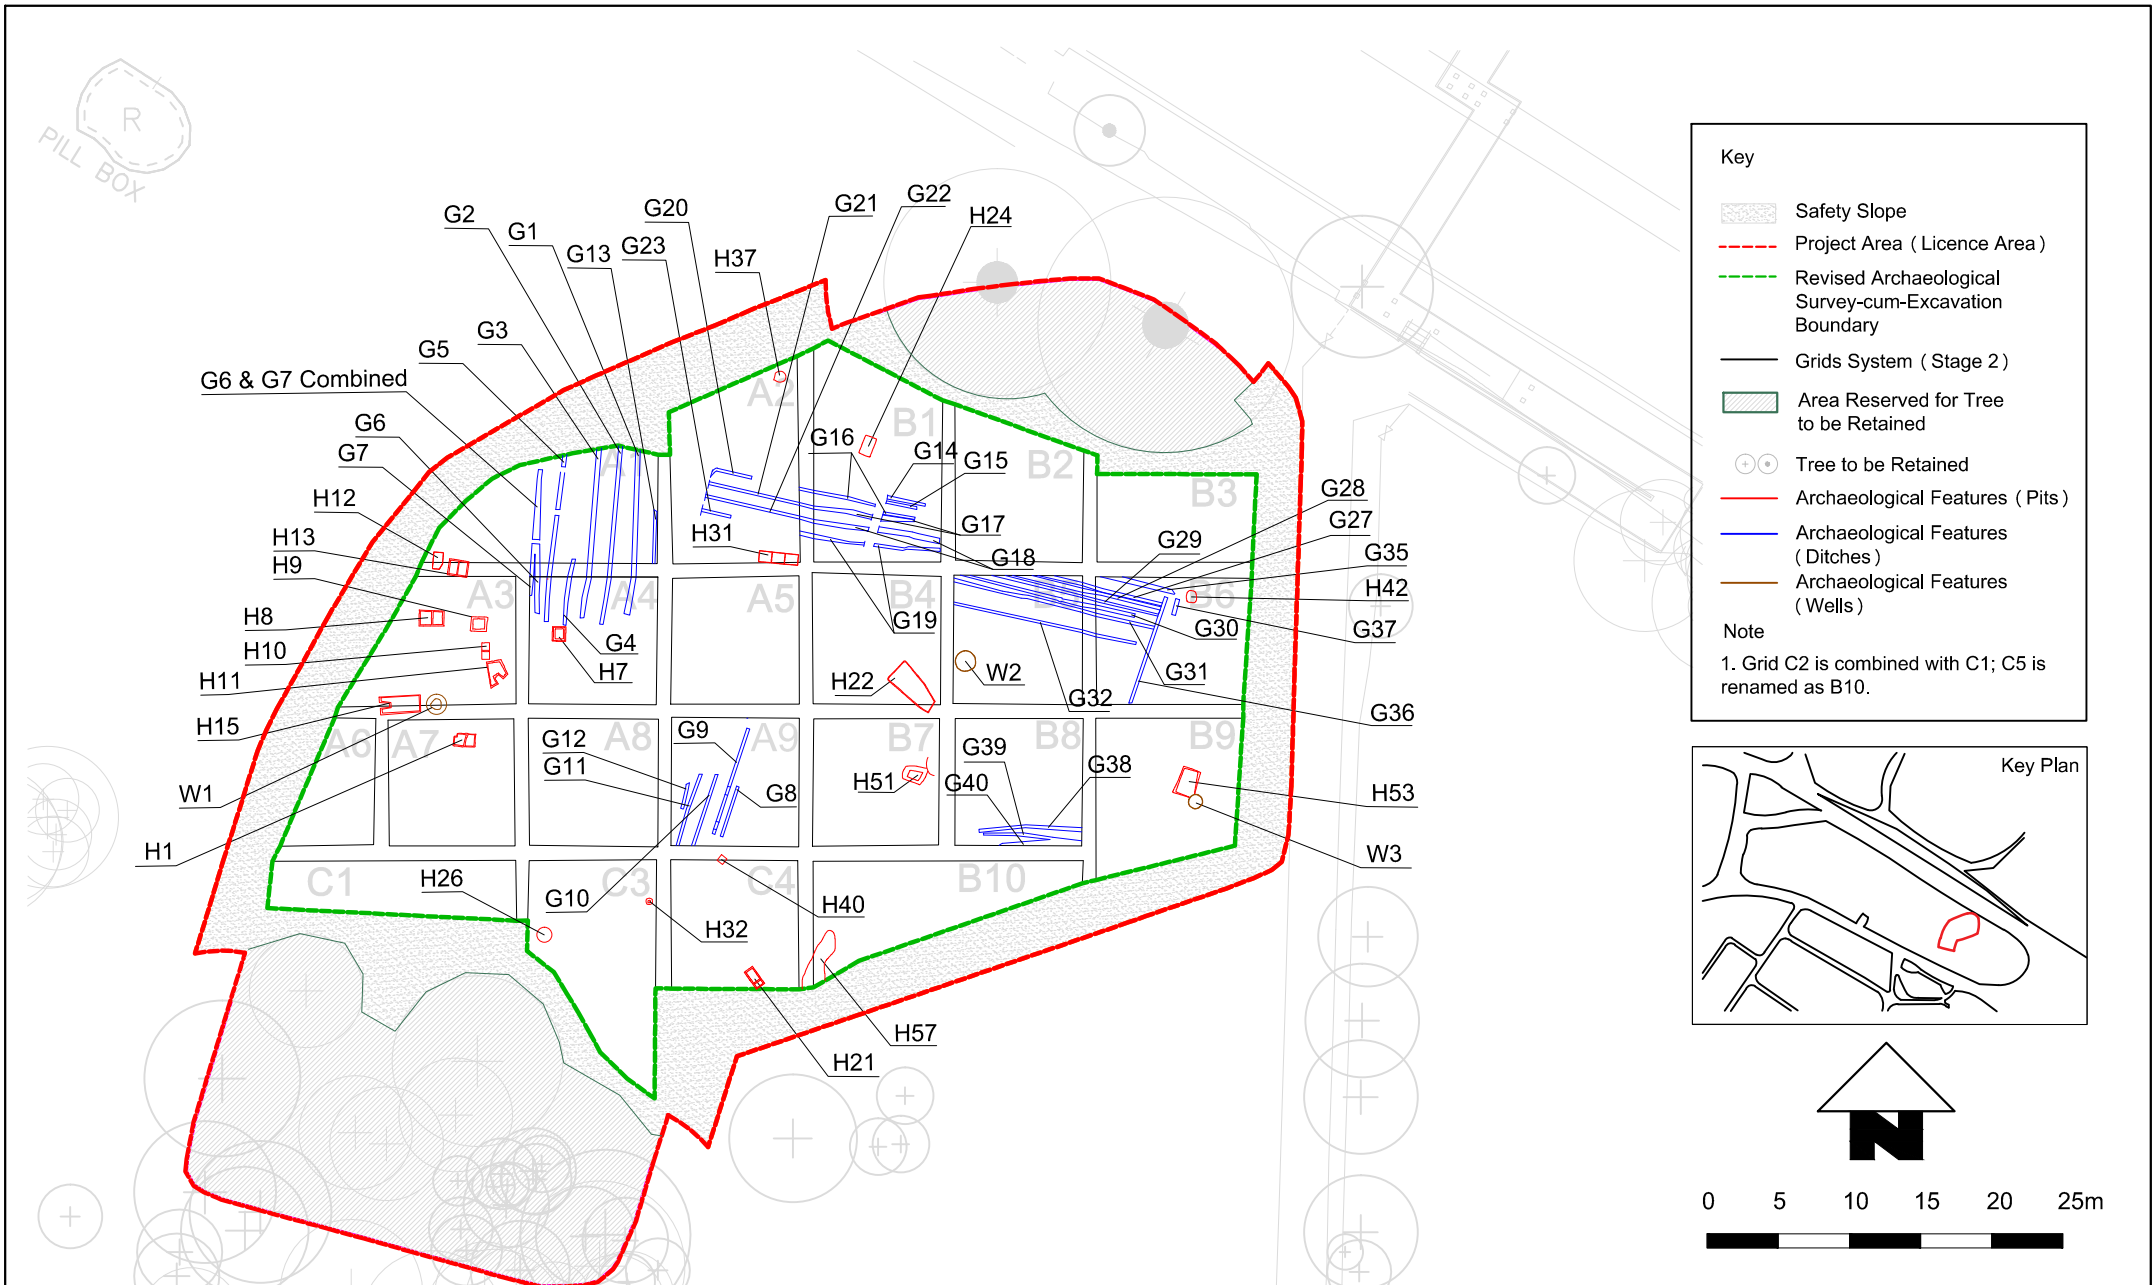 R
PILL BOX
G2
G1
G13
G20
G23
H37
G21
G22
H24
G3
G5
G6 & G7 Combined
G6
G7
H12
H13
H9
H8
H10
H11
H15
W1
H1
A2
B1
B2
B3
G16
G14
G15
G17
G18
G19
H31
G28
G27
G29
G35
H42
G37
G30
G31
G32
G36
A3
A4
A5
B4
B6
G4
H7
H22
W2
A6
A7
A8
A9
B7
B8
B9
G12
G11
G9
G8
G10
H51
G39
G40
G38
H53
W3
C1
C3
C4
B10
H26
H32
H40
H57
H21
Key
Safety Slope
Project Area ( Licence Area )
Revised Archaeological
Survey-cum-Excavation
Boundary
Grids System ( Stage 2 )
Area Reserved for Tree
to be Retained
Tree to be Retained
Archaeological Features ( Pits )
Archaeological Features
( Ditches )
Archaeological Features
( Wells )
Note
1. Grid C2 is combined with C1; C5 is
renamed as B10.
Key Plan
N
0 5 10 15 20 25m